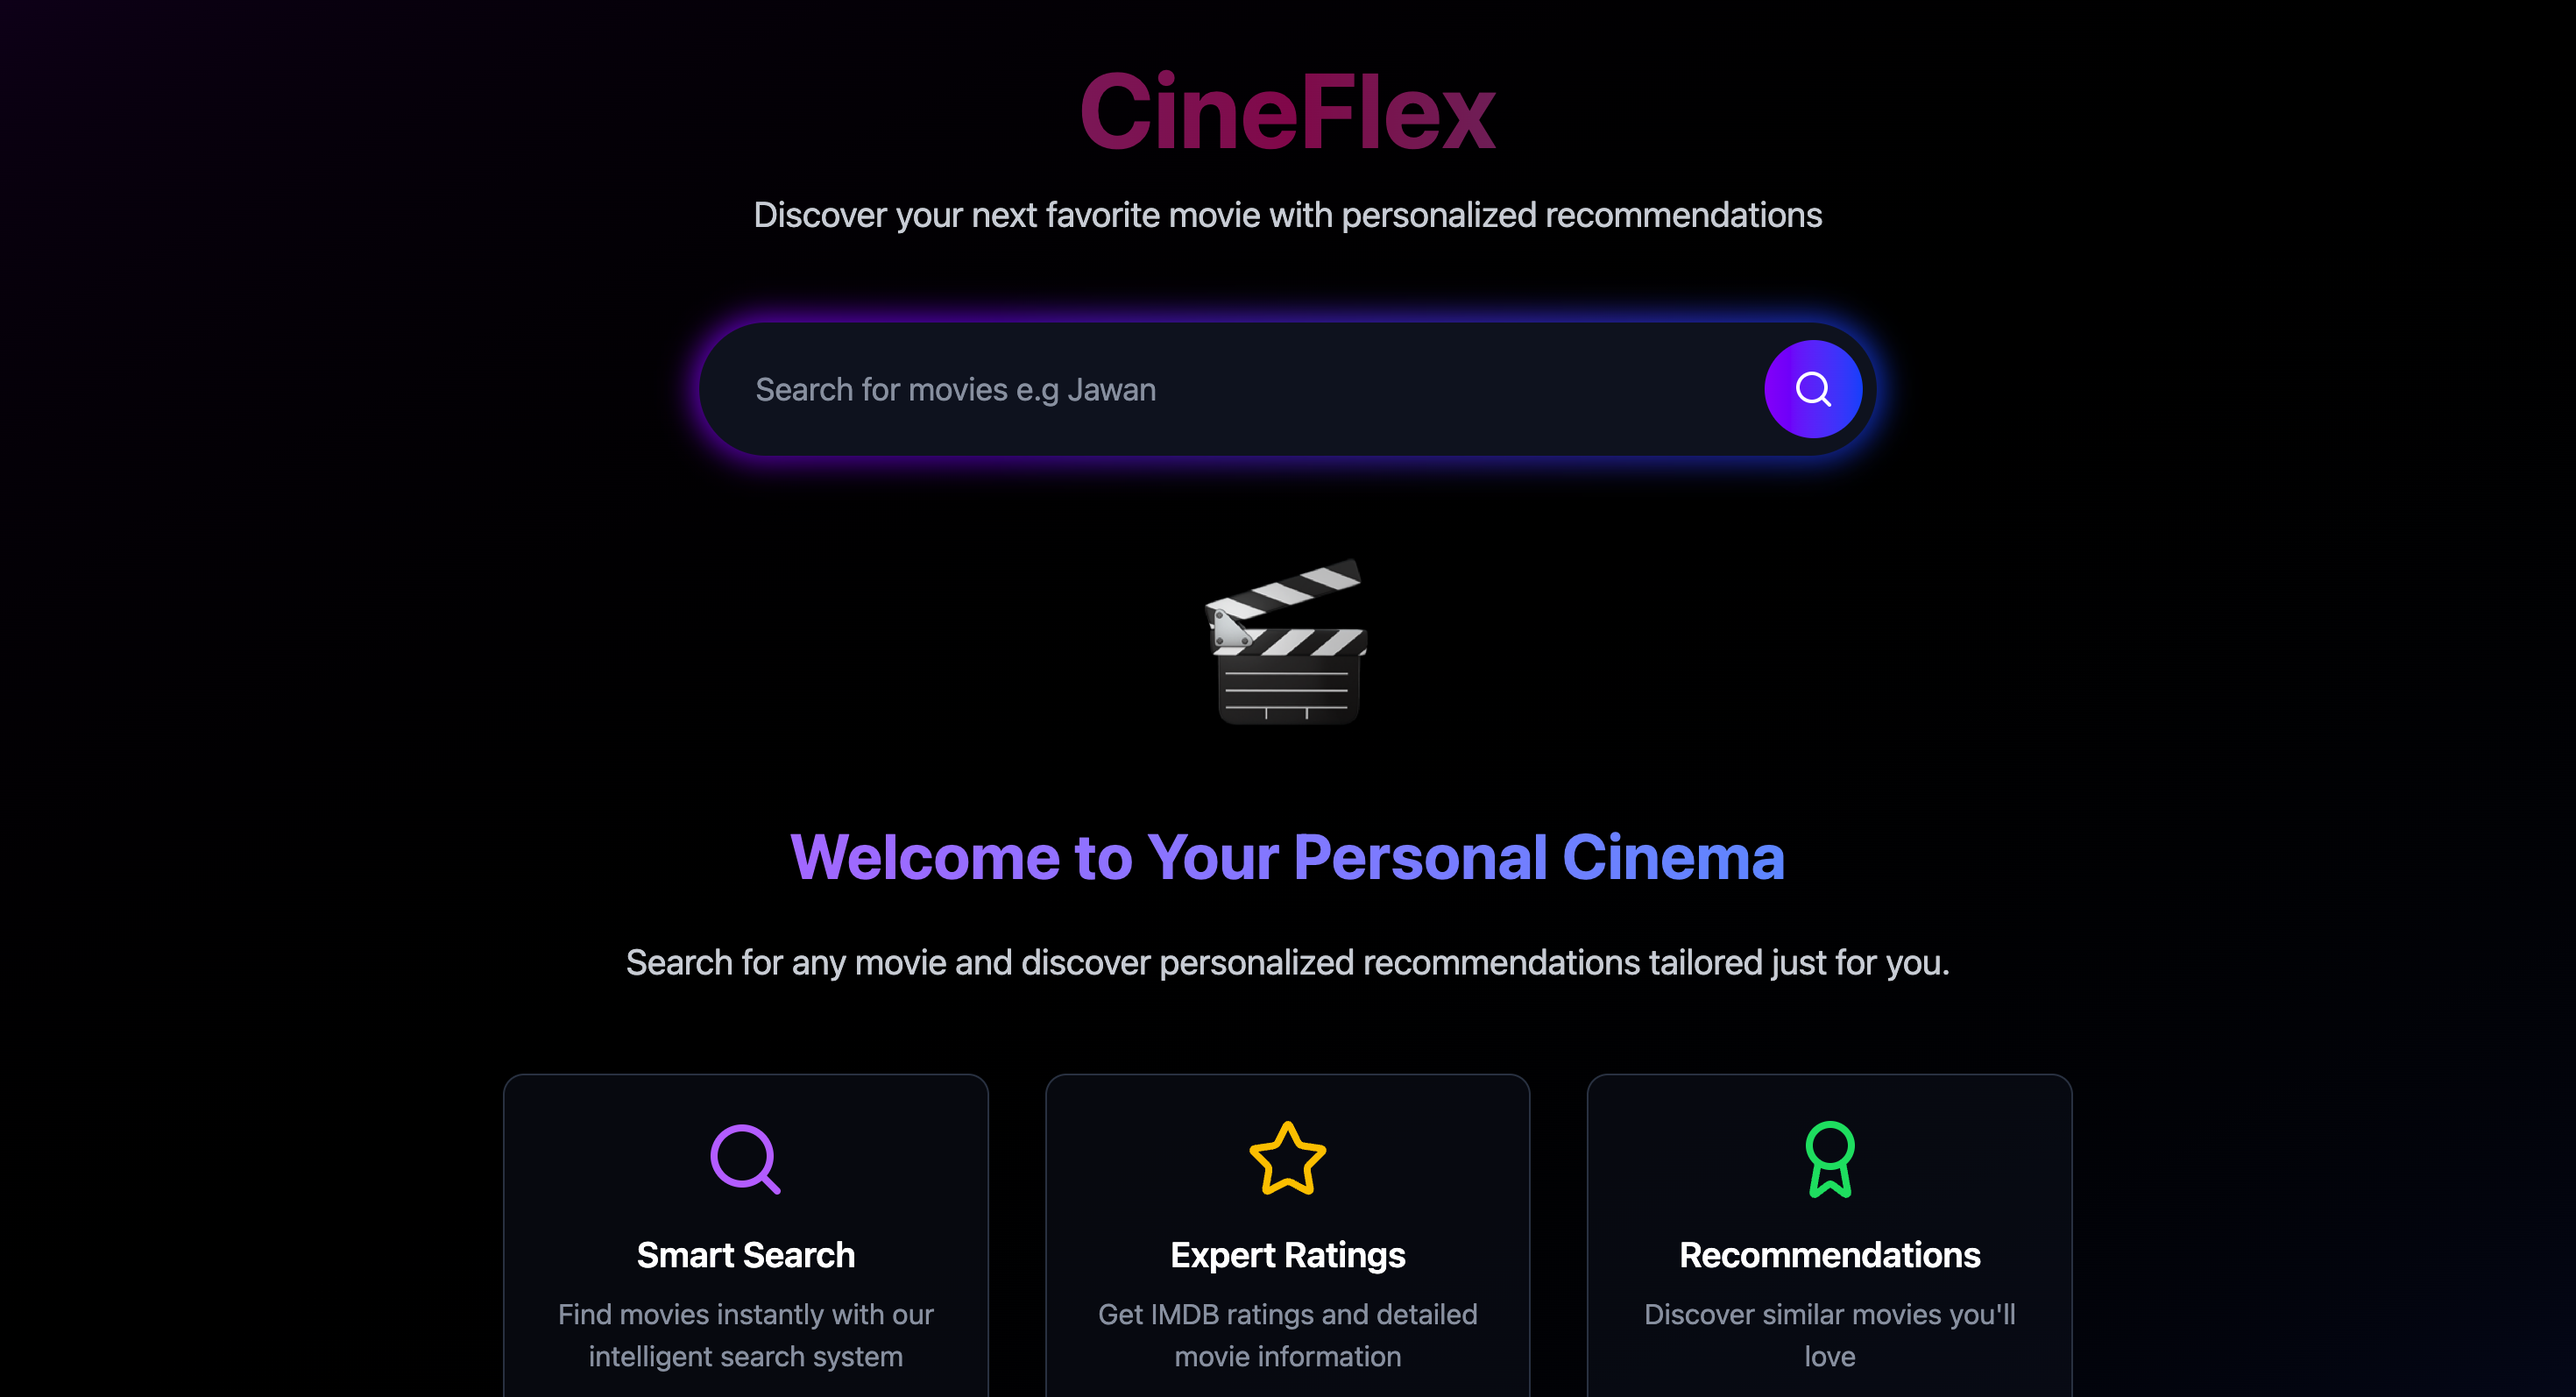 CineFlex
Discover your next favorite movie with personalized recommendations
Search for movies e.g Jawan
Welcome to Your Personal Cinema
Search for any movie and discover personalized recommendations tailored just for you.
Smart Search
Find movies instantly with our
intelligent search system
Expert Ratings
Get IMDB ratings and detailed
movie information
Recommendations
Discover similar movies you'll
love